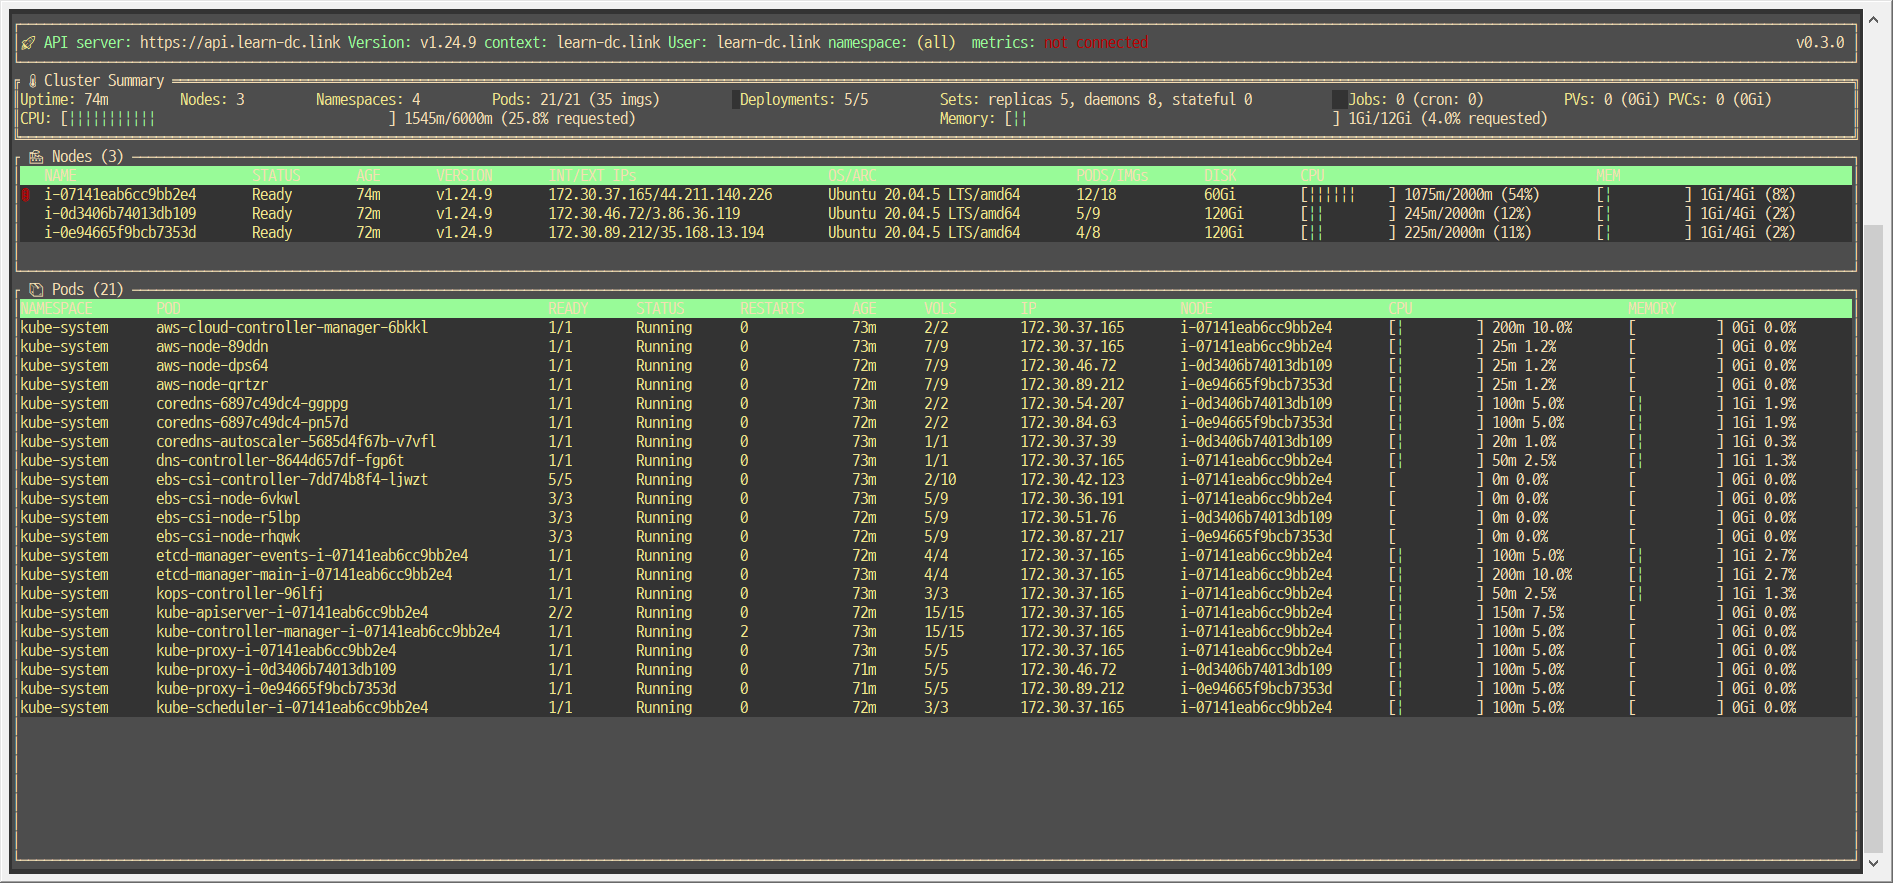 API server: https://api.learn-dc.link Version: v1.24.9 context: learn-dc.link User: learn-dc.link namespace: (all) metrics: not connected v0.3.0
Cluster Summary
Uptime: 74m Nodes: 3 Namespaces: 4 Pods: 21/21 (35 imgs) Deployments: 5/5 Sets: replicas 5, daemons 8, stateful 0 Jobs: 0 (cron: 0) PVs: 0 (0Gi) PVCs: 0 (0Gi)
CPU: [||||||||||| ] 1545m/6000m (25.8% requested) Memory: [|| ] 1Gi/12Gi (4.0% requested)
Nodes (3)
NAME STATUS AGE VERSION INT/EXT IPs OS/ARC PODS/IMGs DISK CPU MEM
i-07141eab6cc9bb2e4 Ready 74m v1.24.9 172.30.37.165/44.211.140.226 Ubuntu 20.04.5 LTS/amd64 12/18 60Gi [|||||| ] 1075m/2000m (54%) [| ] 1Gi/4Gi (8%)
i-0d3406b74013db109 Ready 72m v1.24.9 172.30.46.72/3.86.36.119 Ubuntu 20.04.5 LTS/amd64 5/9 120Gi [|| ] 245m/2000m (12%) [| ] 1Gi/4Gi (2%)
i-0e94665f9bcb7353d Ready 72m v1.24.9 172.30.89.212/35.168.13.194 Ubuntu 20.04.5 LTS/amd64 4/8 120Gi [|| ] 225m/2000m (11%) [| ] 1Gi/4Gi (2%)
Pods (21)
NAMESPACE POD READY STATUS RESTARTS AGE VOLS IP NODE CPU MEMORY
kube-system aws-cloud-controller-manager-6bkkl 1/1 Running 0 73m 2/2 172.30.37.165 i-07141eab6cc9bb2e4 [| ] 200m 10.0% [ ] 0Gi 0.0%
kube-system aws-node-89ddn 1/1 Running 0 73m 7/9 172.30.37.165 i-07141eab6cc9bb2e4 [| ] 25m 1.2% [ ] 0Gi 0.0%
kube-system aws-node-dps64 1/1 Running 0 72m 7/9 172.30.46.72 i-0d3406b74013db109 [| ] 25m 1.2% [ ] 0Gi 0.0%
kube-system aws-node-qrtzr 1/1 Running 0 72m 7/9 172.30.89.212 i-0e94665f9bcb7353d [| ] 25m 1.2% [ ] 0Gi 0.0%
kube-system coredns-6897c49dc4-ggppg 1/1 Running 0 73m 2/2 172.30.54.207 i-0d3406b74013db109 [| ] 100m 5.0% [| ] 1Gi 1.9%
kube-system coredns-6897c49dc4-pn57d 1/1 Running 0 72m 2/2 172.30.84.63 i-0e94665f9bcb7353d [| ] 100m 5.0% [| ] 1Gi 1.9%
kube-system coredns-autoscaler-5685d4f67b-v7vfl 1/1 Running 0 73m 1/1 172.30.37.39 i-0d3406b74013db109 [| ] 20m 1.0% [| ] 1Gi 0.3%
kube-system dns-controller-8644d657df-fgp6t 1/1 Running 0 73m 1/1 172.30.37.165 i-07141eab6cc9bb2e4 [| ] 50m 2.5% [| ] 1Gi 1.3%
kube-system ebs-csi-controller-7dd74b8f4-ljwzt 5/5 Running 0 73m 2/10 172.30.42.123 i-07141eab6cc9bb2e4 [ ] 0m 0.0% [ ] 0Gi 0.0%
kube-system ebs-csi-node-6vkwl 3/3 Running 0 73m 5/9 172.30.36.191 i-07141eab6cc9bb2e4 [ ] 0m 0.0% [ ] 0Gi 0.0%
kube-system ebs-csi-node-r5lbp 3/3 Running 0 72m 5/9 172.30.51.76 i-0d3406b74013db109 [ ] 0m 0.0% [ ] 0Gi 0.0%
kube-system ebs-csi-node-rhqwk 3/3 Running 0 72m 5/9 172.30.87.217 i-0e94665f9bcb7353d [ ] 0m 0.0% [ ] 0Gi 0.0%
kube-system etcd-manager-events-i-07141eab6cc9bb2e4 1/1 Running 0 72m 4/4 172.30.37.165 i-07141eab6cc9bb2e4 [| ] 100m 5.0% [| ] 1Gi 2.7%
kube-system etcd-manager-main-i-07141eab6cc9bb2e4 1/1 Running 0 73m 4/4 172.30.37.165 i-07141eab6cc9bb2e4 [| ] 200m 10.0% [| ] 1Gi 2.7%
kube-system kops-controller-96lfj 1/1 Running 0 73m 3/3 172.30.37.165 i-07141eab6cc9bb2e4 [| ] 50m 2.5% [| ] 1Gi 1.3%
kube-system kube-apiserver-i-07141eab6cc9bb2e4 2/2 Running 0 72m 15/15 172.30.37.165 i-07141eab6cc9bb2e4 [| ] 150m 7.5% [ ] 0Gi 0.0%
kube-system kube-controller-manager-i-07141eab6cc9bb2e4 1/1 Running 2 73m 15/15 172.30.37.165 i-07141eab6cc9bb2e4 [| ] 100m 5.0% [ ] 0Gi 0.0%
kube-system kube-proxy-i-07141eab6cc9bb2e4 1/1 Running 0 73m 5/5 172.30.37.165 i-07141eab6cc9bb2e4 [| ] 100m 5.0% [ ] 0Gi 0.0%
kube-system kube-proxy-i-0d3406b74013db109 1/1 Running 0 71m 5/5 172.30.46.72 i-0d3406b74013db109 [| ] 100m 5.0% [ ] 0Gi 0.0%
kube-system kube-proxy-i-0e94665f9bcb7353d 1/1 Running 0 71m 5/5 172.30.89.212 i-0e94665f9bcb7353d [| ] 100m 5.0% [ ] 0Gi 0.0%
kube-system kube-scheduler-i-07141eab6cc9bb2e4 1/1 Running 0 72m 3/3 172.30.37.165 i-07141eab6cc9bb2e4 [| ] 100m 5.0% [ ] 0Gi 0.0%